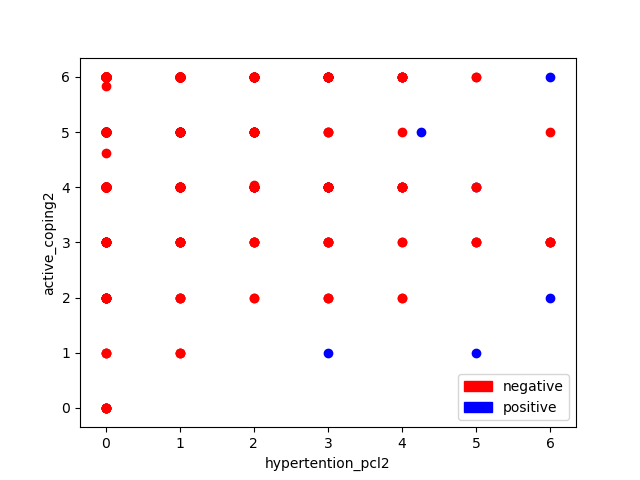 6
5
4
3
2
1
0
active_coping2
0 1 2 3 4 5 6
hypertention_pcl2
negative
positive